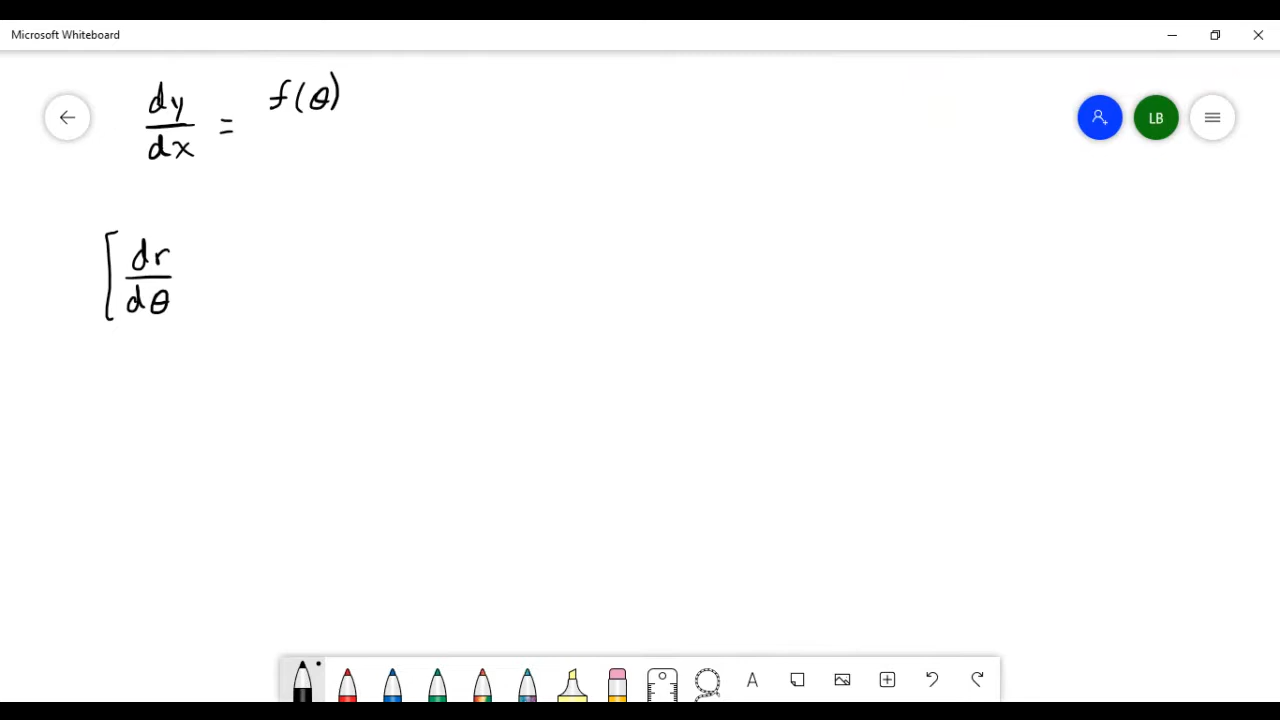 Microsoft Whiteboard
dy/dx = f(θ)
LB
[dr/dθ
A